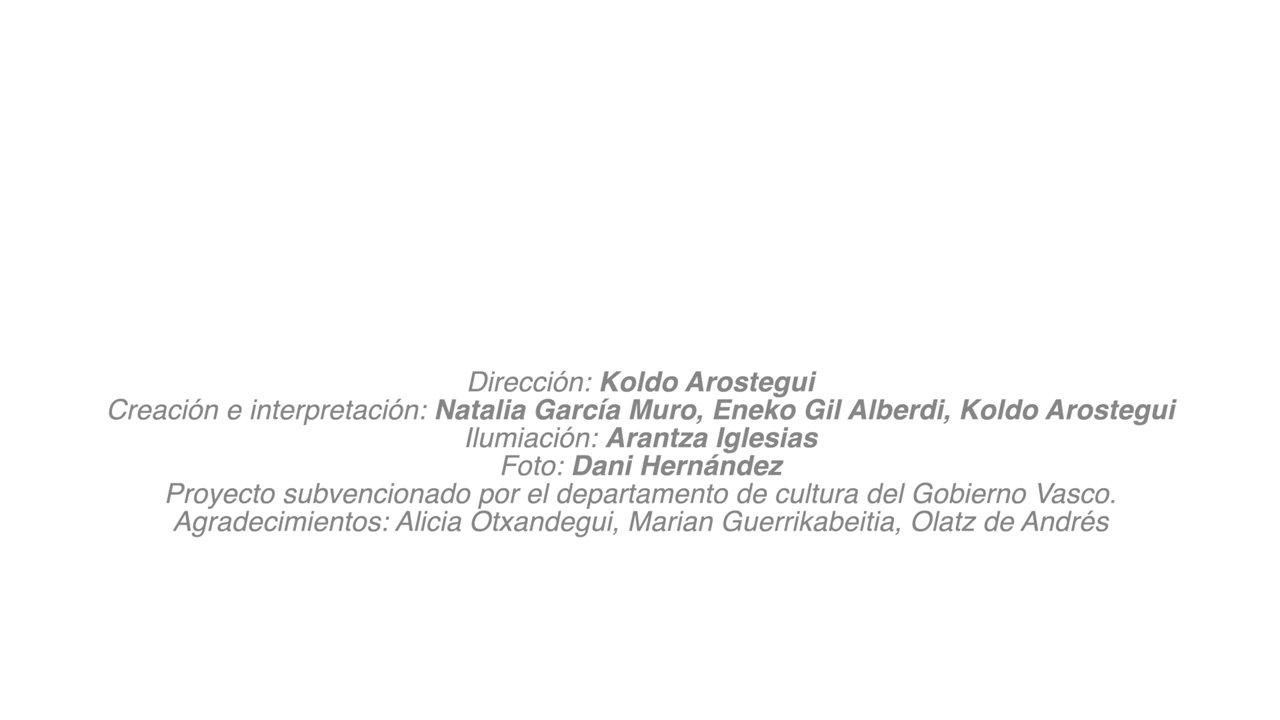 Dirección: Koldo Arostegui
Creación e interpretación: Natalia García Muro, Eneko Gil Alberdi, Koldo Arostegui
Ilumiación: Arantza Iglesias
Foto: Dani Hernández
Proyecto subvencionado por el departamento de cultura del Gobierno Vasco.
Agradecimientos: Alicia Otxandegui, Marian Guerrikabeitia, Olatz de Andrés